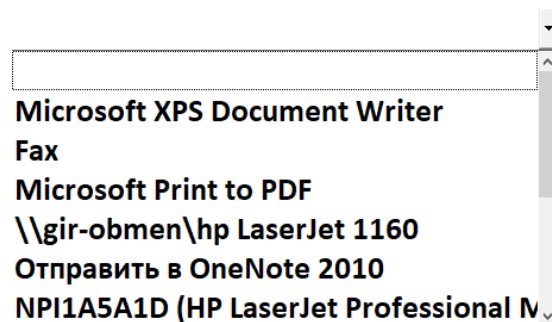 Microsoft XPS Document Writer
Fax
Microsoft Print to PDF
\\gir-obmen\hp LaserJet 1160
Отправить в OneNote 2010
NPI1A5A1D (HP LaserJet Professional M